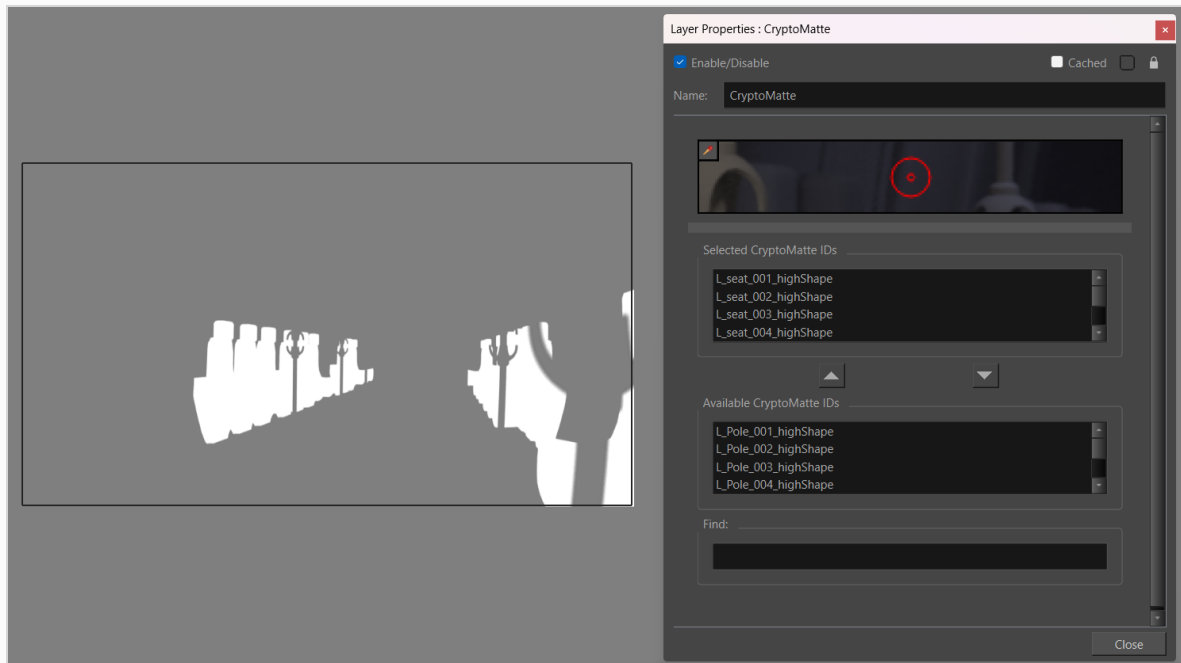 Layer Properties : CryptoMatte
Enable/Disable
Cached
Name:
CryptoMatte
Selected CryptoMatte IDs
L_seat_001_highShape
L_seat_002_highShape
L_seat_003_highShape
L_seat_004_highShape
Available CryptoMatte IDs
L_Pole_001_highShape
L_Pole_002_highShape
L_Pole_003_highShape
L_Pole_004_highShape
Find:
Close